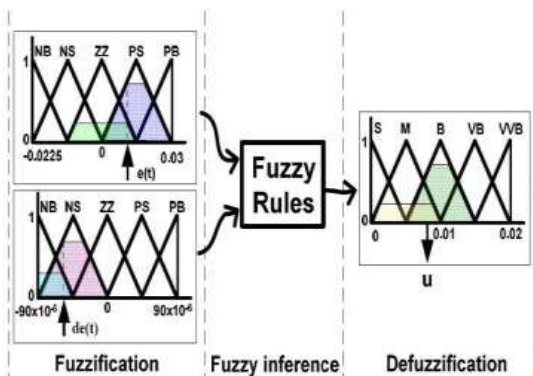 NB NS ZZ PS PB
1
0
-0.0225 0 0.03
e(t)
NB NS ZZ PS PB
1
0
-90x10⁻⁶ 0 90x10⁻⁶
de(t)
Fuzzification
Fuzzy
Rules
Fuzzy inference
S M B VB VVB
1
0
0 0.01 0.02
u
Defuzzification